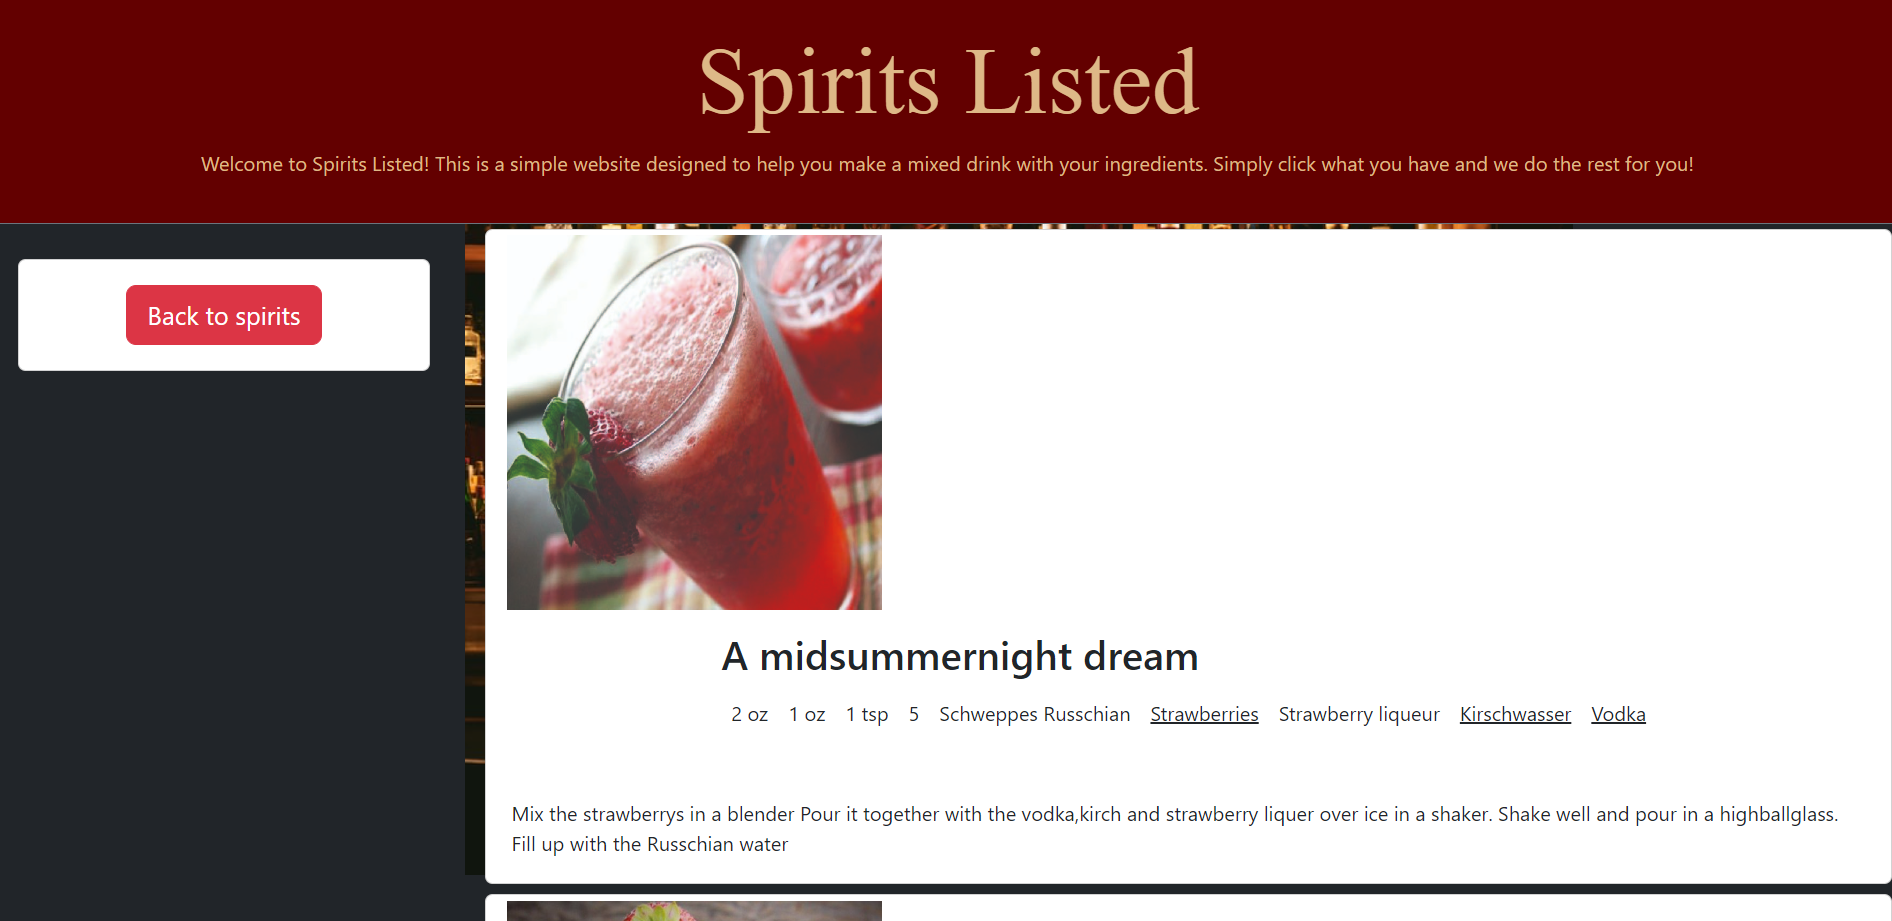 Spirits Listed
Welcome to Spirits Listed! This is a simple website designed to help you make a mixed drink with your ingredients. Simply click what you have and we do the rest for you!
Back to spirits
A midsummernight dream
2 oz 1 oz 1 tsp 5 Schweppes Russchian Strawberries Strawberry liqueur Kirschwasser Vodka
Mix the strawberrys in a blender Pour it together with the vodka,kirch and strawberry liquer over ice in a shaker. Shake well and pour in a highballglass.
Fill up with the Russchian water